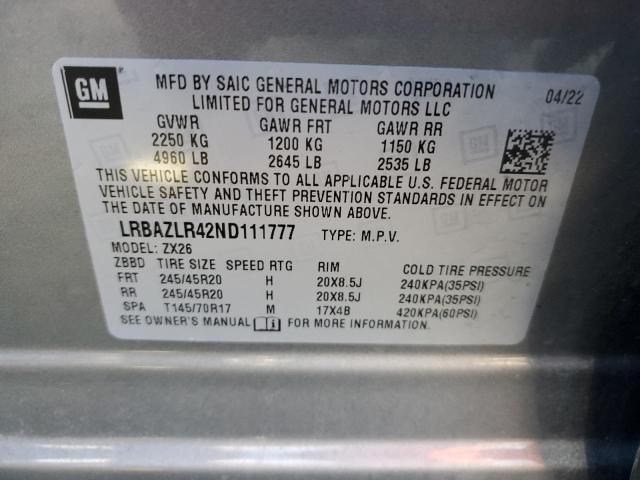 GM
MFD BY SAIC GENERAL MOTORS CORPORATION
LIMITED FOR GENERAL MOTORS LLC
04/22
GVWR GAWR FRT GAWR RR
2250 KG 1200 KG 1150 KG
4960 LB 2645 LB 2535 LB
THIS VEHICLE CONFORMS TO ALL APPLICABLE U.S. FEDERAL MOTOR
VEHICLE SAFETY AND THEFT PREVENTION STANDARDS IN EFFECT ON
THE DATE OF MANUFACTURE SHOWN ABOVE.
LRBAZLR42ND111777 TYPE: M.P.V.
MODEL: ZX26
ZBBD TIRE SIZE SPEED RTG RIM COLD TIRE PRESSURE
FRT 245/45R20 H 20X8.5J 240KPA(35PSI)
RR 245/45R20 H 20X8.5J 240KPA(35PSI)
SPA T145/70R17 M 17X4B 420KPA(60PSI)
SEE OWNER'S MANUAL FOR MORE INFORMATION.